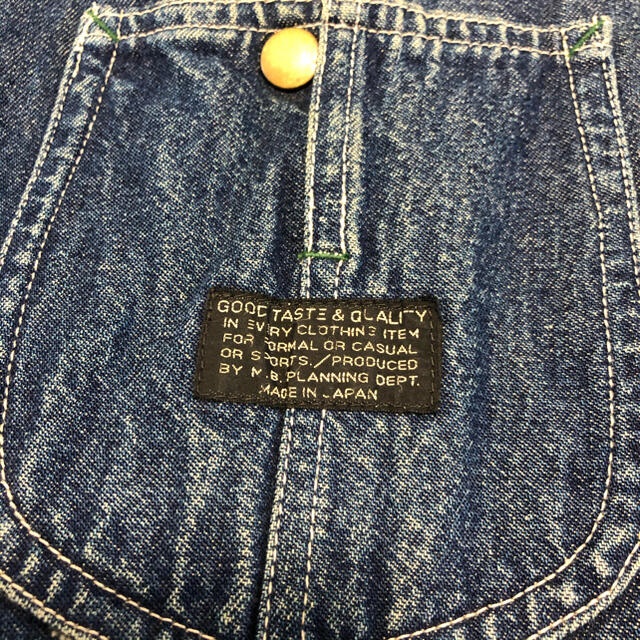 GOOD TASTE & QUALITY
IN EVERY CLOTHING ITEM
FOR FORMAL OR CASUAL
OR SPORTS./PRODUCED
BY M.B. PLANNING DEPT.
MADE IN JAPAN